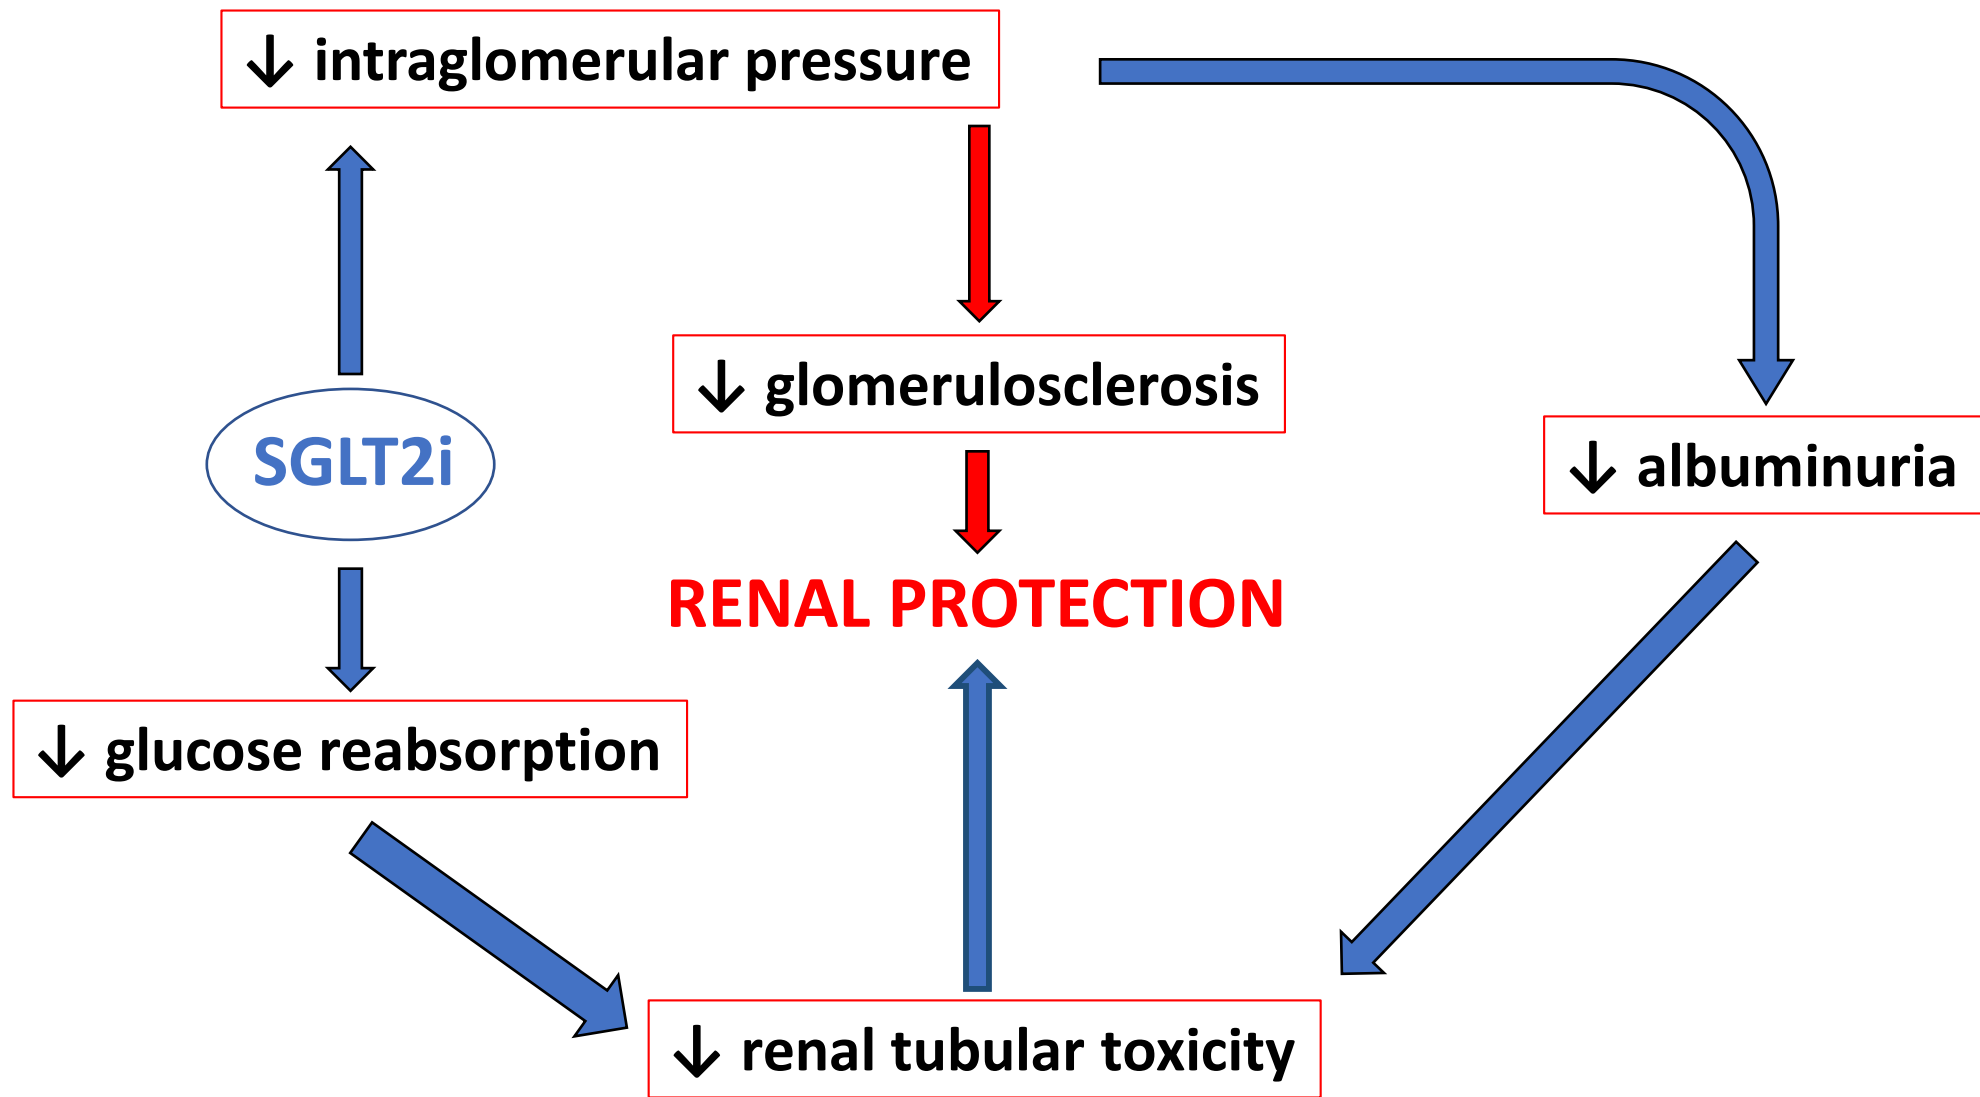 ↓ intraglomerular pressure
↓ glomerulosclerosis
SGLT2i
↓ albuminuria
RENAL PROTECTION
↓ glucose reabsorption
↓ renal tubular toxicity